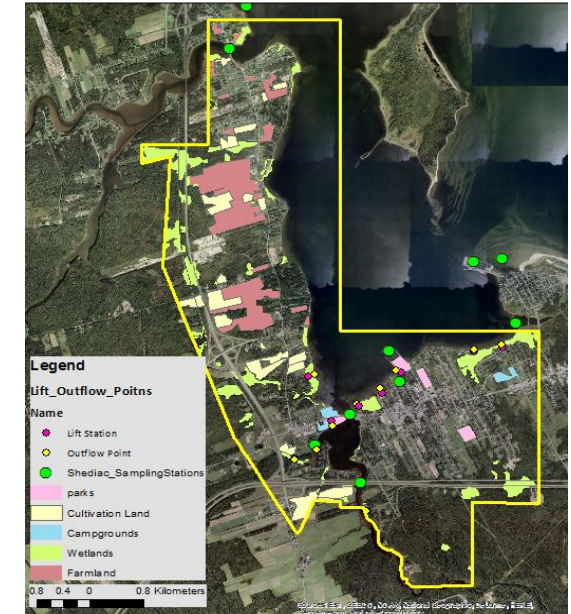 Legend
Lift_Outflow_Poitns
Name
Lift Station
Outflow Point
Shediac_SamplingStations
parks
Cultivation Land
Campgrounds
Wetlands
Farmland
0.8 0.4 0 0.8 Kilometers